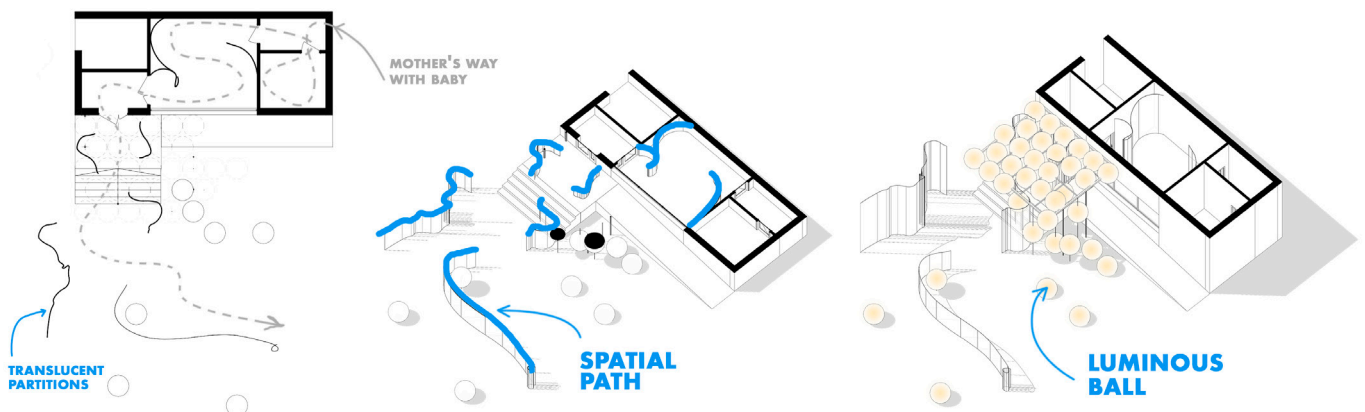 MOTHER'S WAY
WITH BABY
TRANSLUCENT
PARTITIONS
SPATIAL
PATH
LUMINOUS
BALL